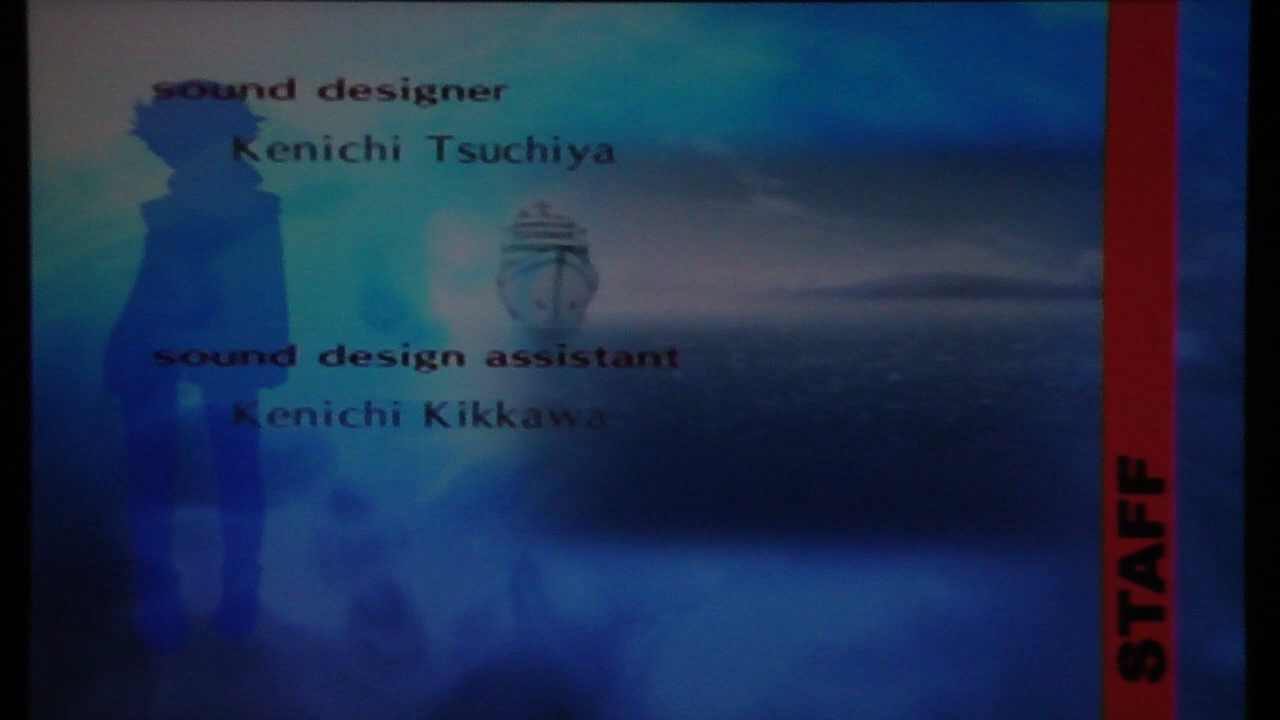 sound designer
Kenichi Tsuchiya
sound design assistant
Kenichi Kikkawa
STAFF